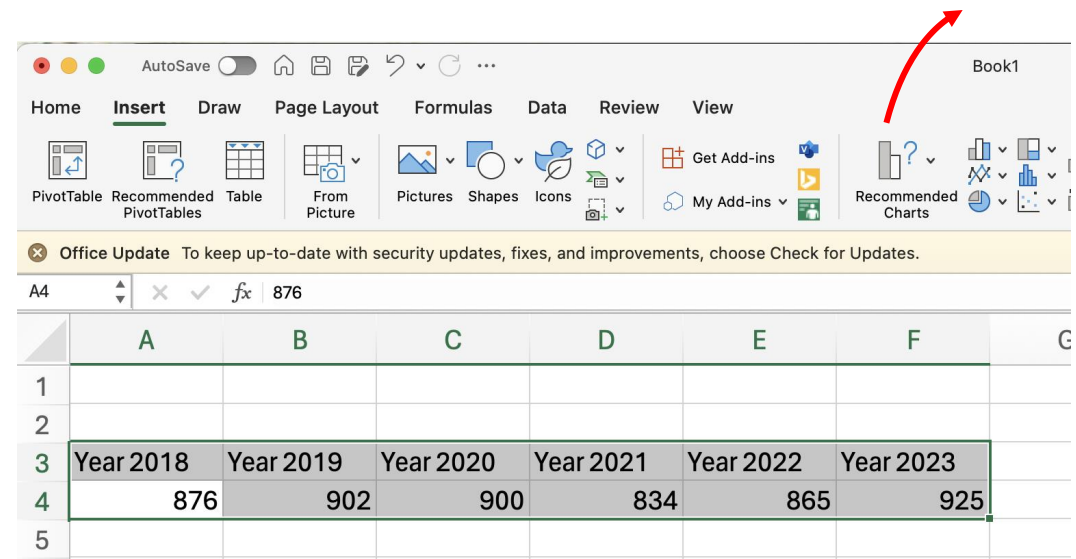 AutoSave
Book1
Home Insert Draw Page Layout Formulas Data Review View
PivotTable
Recommended
PivotTables
Table
From
Picture
Pictures
Shapes
Icons
Get Add-ins
My Add-ins
Recommended
Charts
Office Update To keep up-to-date with security updates, fixes, and improvements, choose Check for Updates.
A4 fx 876
A B C D E F G
1
2
3 Year 2018 Year 2019 Year 2020 Year 2021 Year 2022 Year 2023
4 876 902 900 834 865 925
5